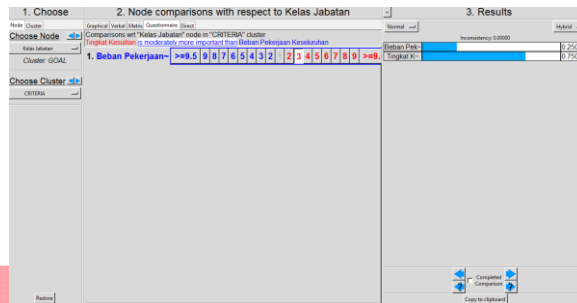 1. Choose
2. Node comparisons with respect to Kelas Jabatan
3. Results
Node Cluster
Choose Node
Kelas Jabatan
Cluster: GOAL
Choose Cluster
CRITERIA
Restore
Graphical Verbal Matrix Questionnaire Direct
Comparisons wrt "Kelas Jabatan" node in "CRITERIA" cluster
Tingkat Kesulitan is moderately more important than Beban Pekerjaan Keseluruhan
1. Beban Pekerjaan~ >=9.5 9 8 7 6 5 4 3 2 2 3 4 5 6 7 8 9 >=9.
Normal Hybrid
Inconsistency: 0.00000
Beban Pek~ 0.250
Tingkat K~ 0.750
Completed
Comparison
Copy to clipboard